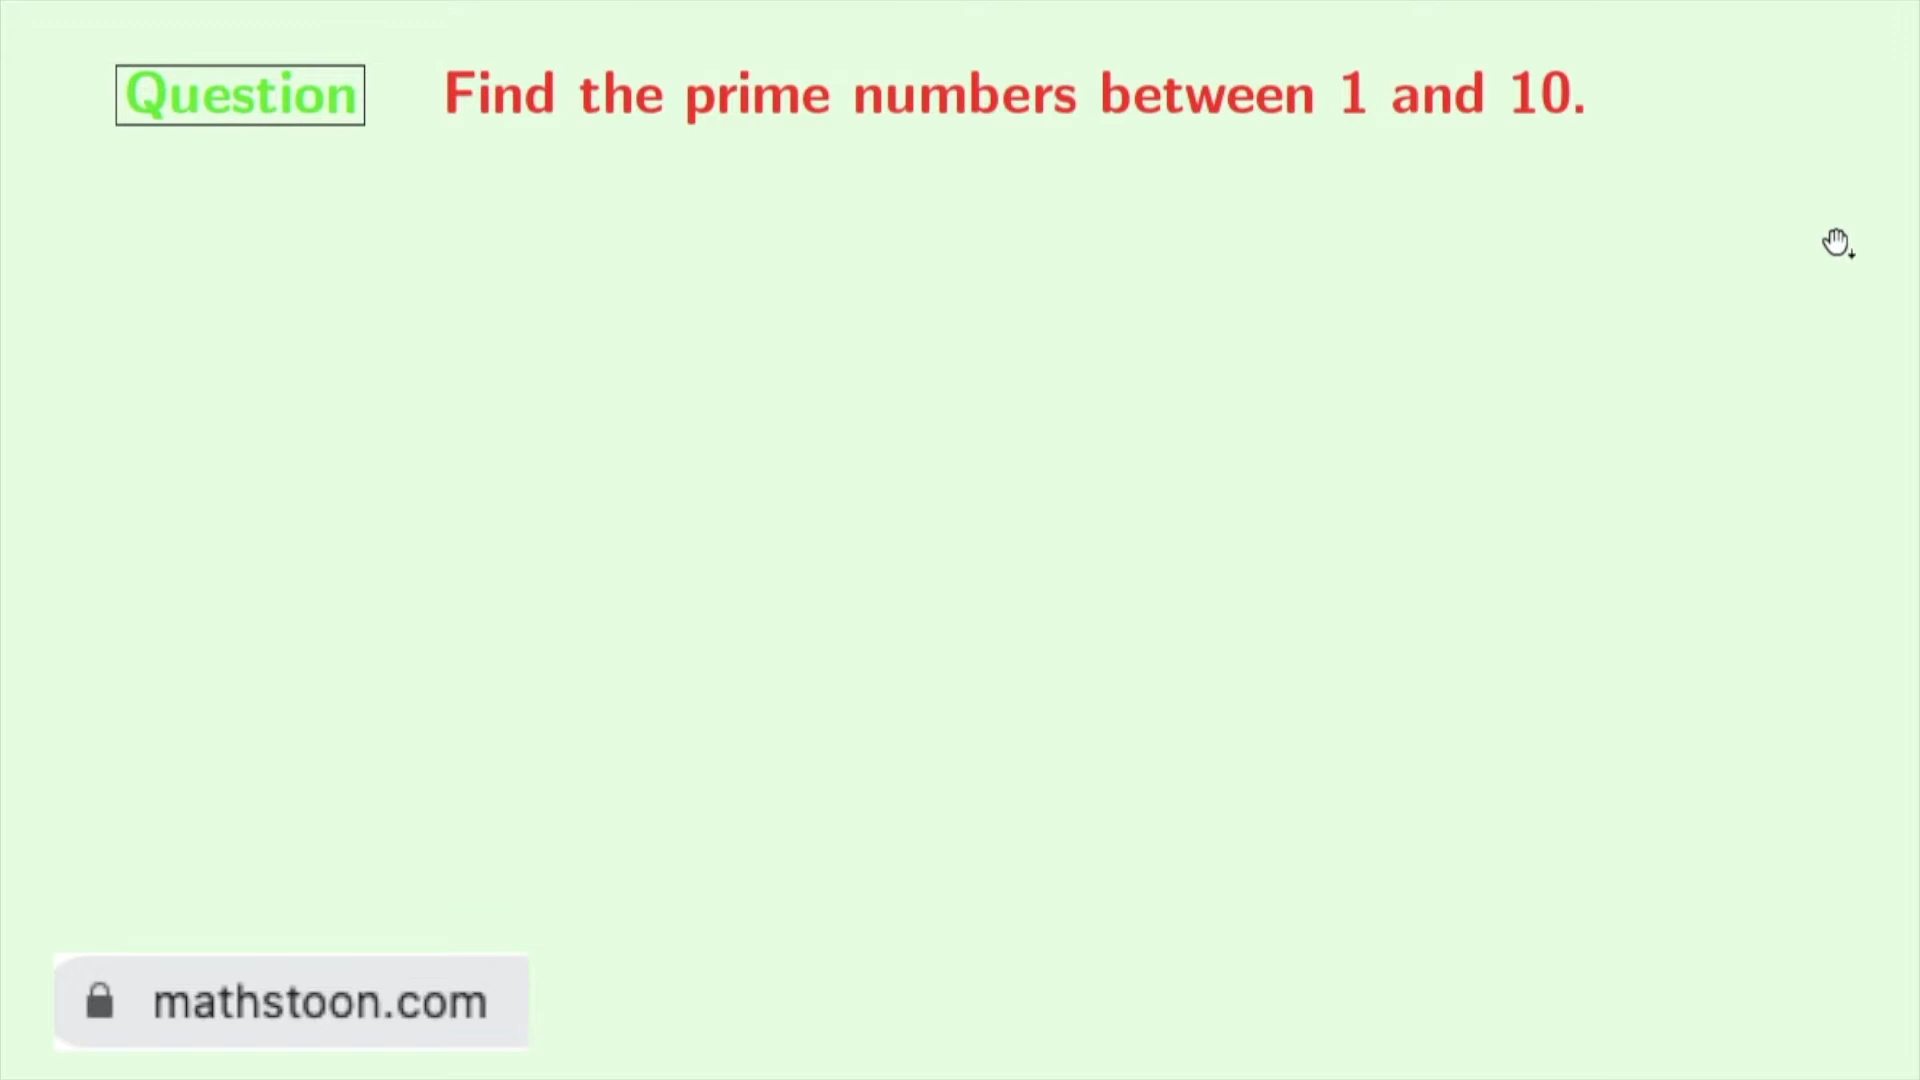 Question Find the prime numbers between 1 and 10.
mathstoon.com